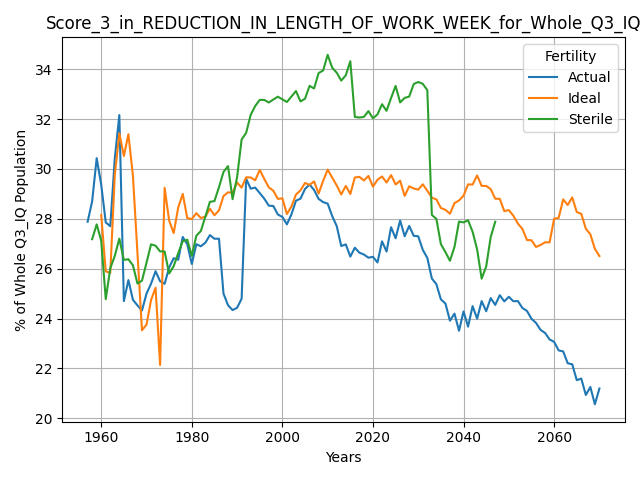 Score_3_in_REDUCTION_IN_LENGTH_OF_WORK_WEEK_for_Whole_Q3_IQ
Fertility
Actual
Ideal
Sterile
% of Whole Q3_IQ Population
34
32
30
28
26
24
22
20
1960
1980
2000
2020
2040
2060
Years